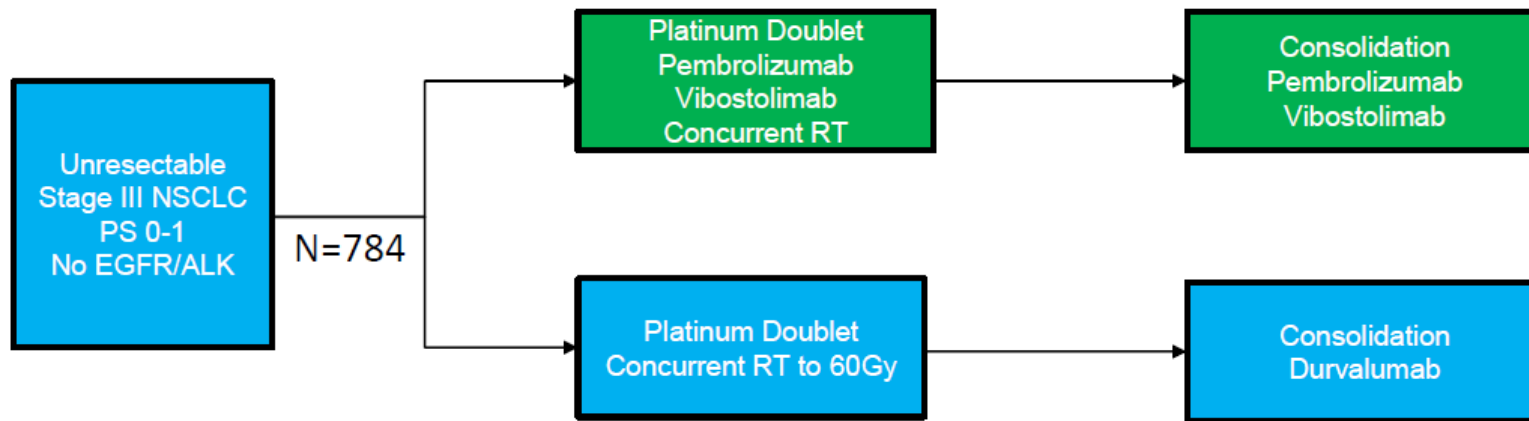 Unresectable
Stage III NSCLC
PS 0-1
No EGFR/ALK
N=784
Platinum Doublet
Pembrolizumab
Vibostolimab
Concurrent RT
Consolidation
Pembrolizumab
Vibostolimab
Platinum Doublet
Concurrent RT to 60Gy
Consolidation
Durvalumab